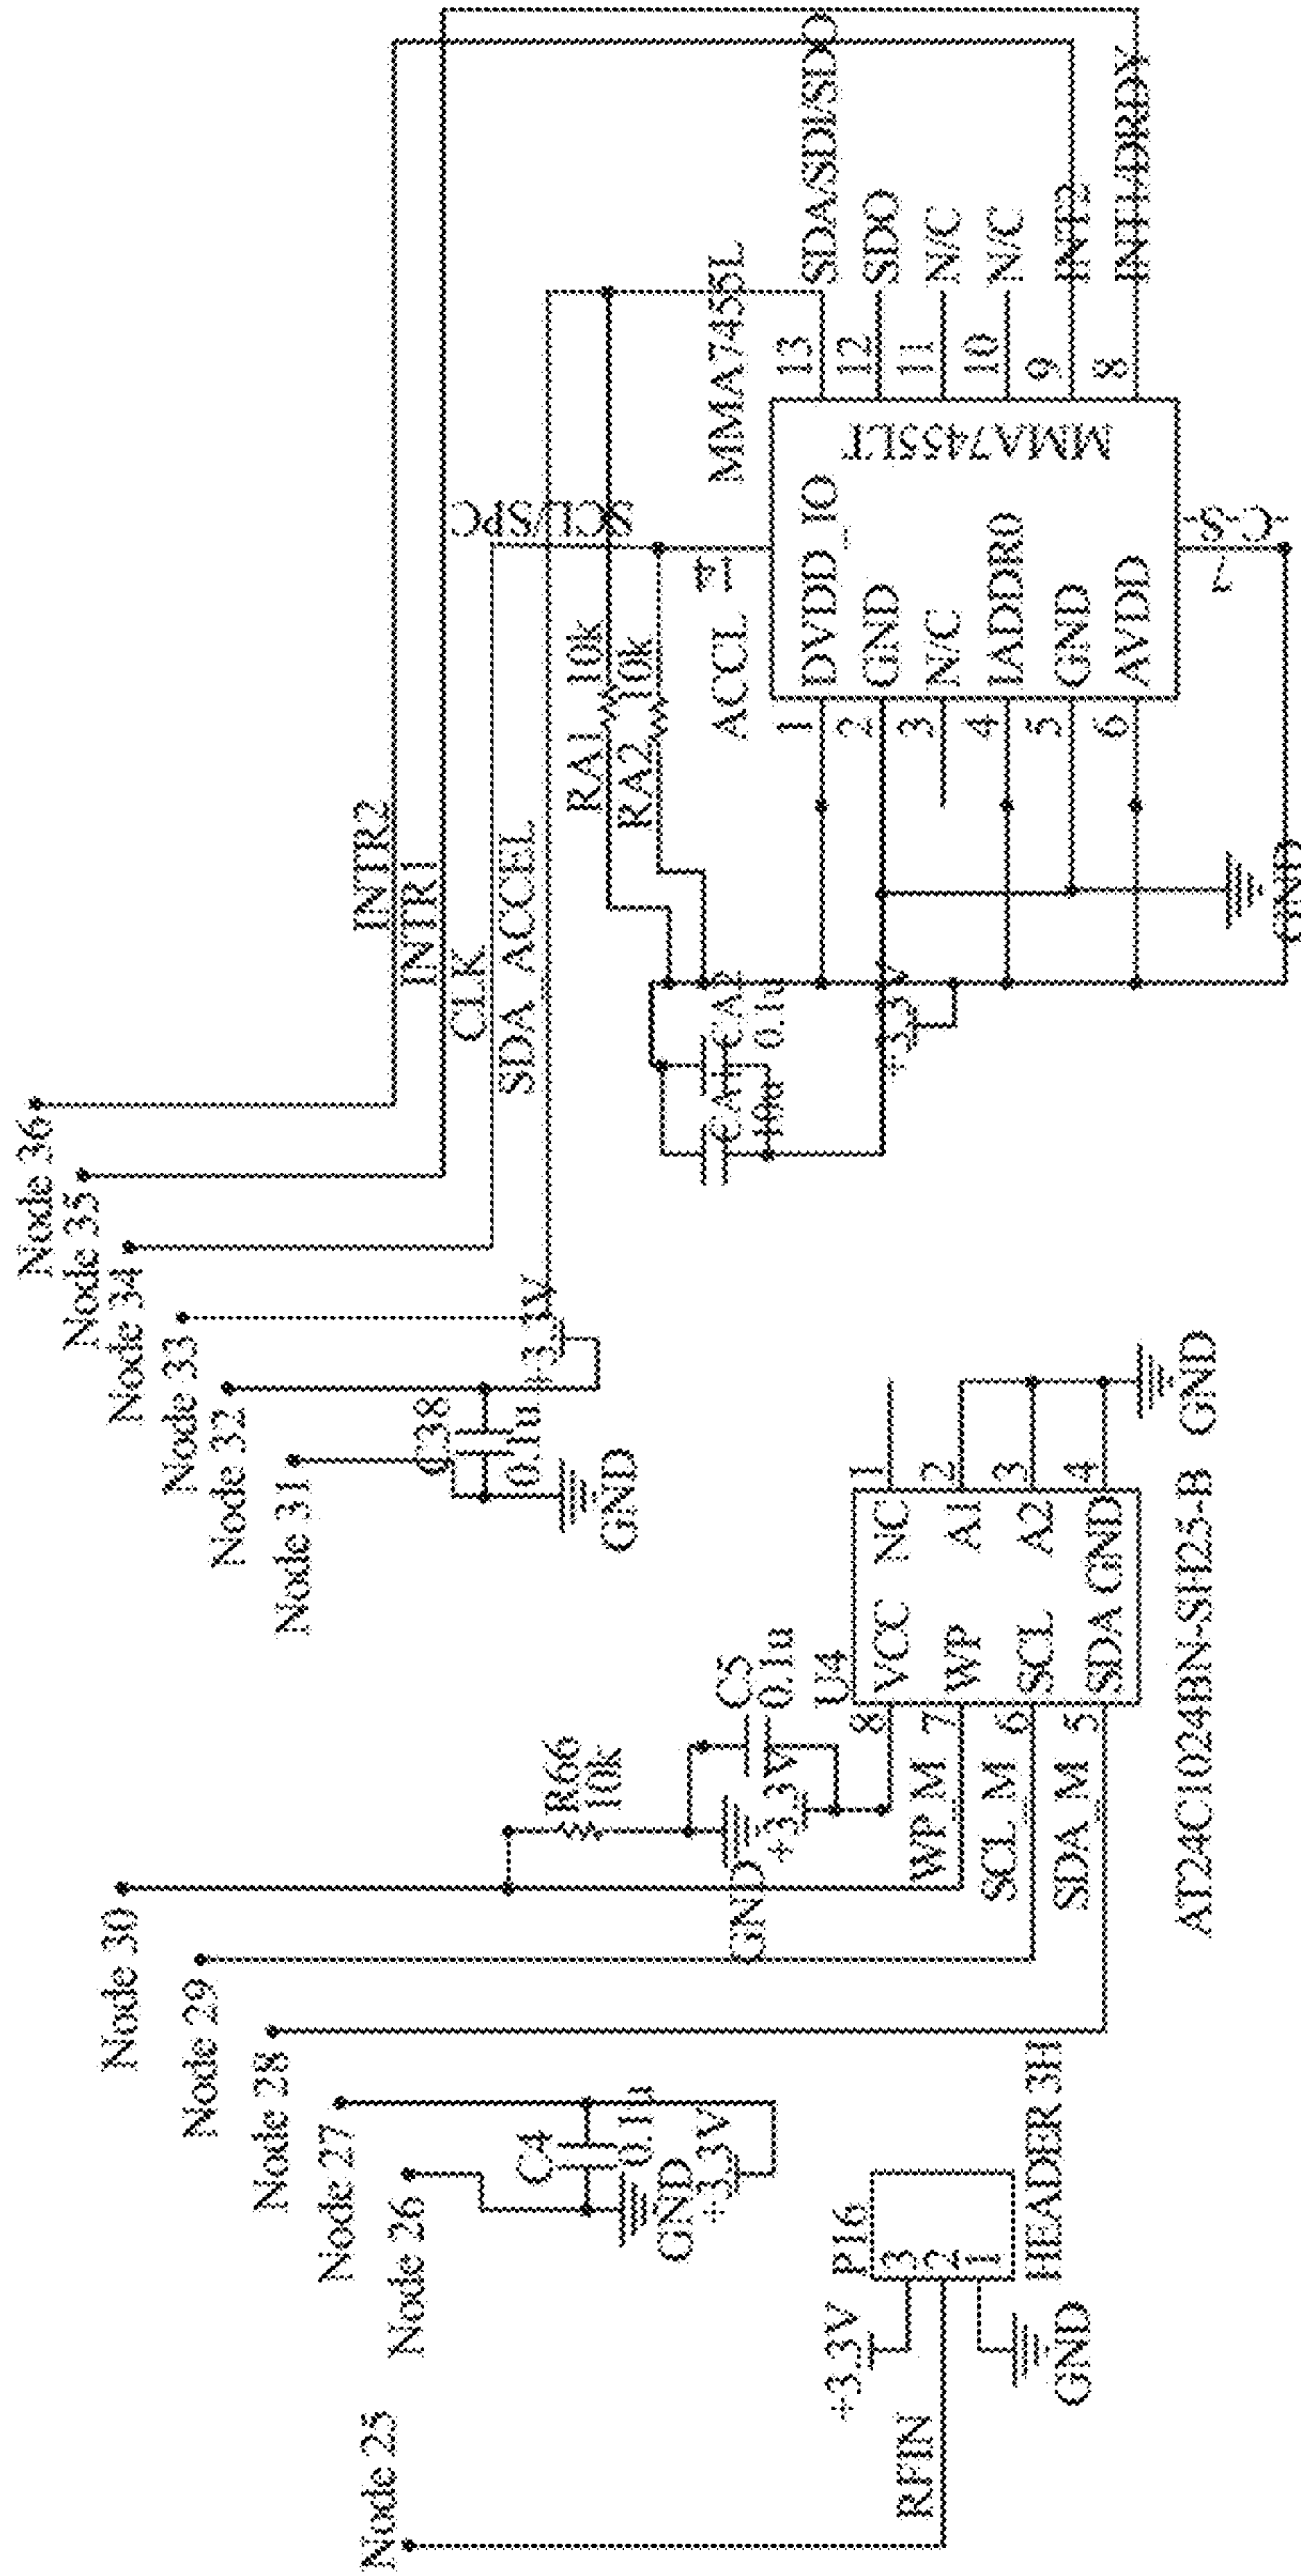 Node 25
Node 26
Node 27
Node 28
Node 29
Node 30
Node 31
Node 32
Node 33
Node 34
Node 35
Node 36
RFIN
+3.3V
GND
P16
3
2
1
HEADER 3H
C4
0.1u
GND
+3.3V
R66
10k
GND
+3.3V
C5
0.1u
U4
8
WP_M 7
SCL_M 6
SDA_M 5
VCC NC
WP A1
SCL A2
SDA GND
1
2
3
4
GND
AT24C1024BN-SH25-B
C38
0.1u
GND
INTR2
INTR1
CLK
SDA_ACCEL
RA1 10k
RA2 10k
0.1u
SCL/SPC
14
ACCL
MMA7455L
1
2
3
4
5
6
DVDD_IO
GND
N/C
IADDR0
GND
AVDD
MMA7455LT
13
12
11
10
9
8
SDA/SDI/SDO
SDO
N/C
N/C
INT2
INT1/DRDY
7
CS
GND